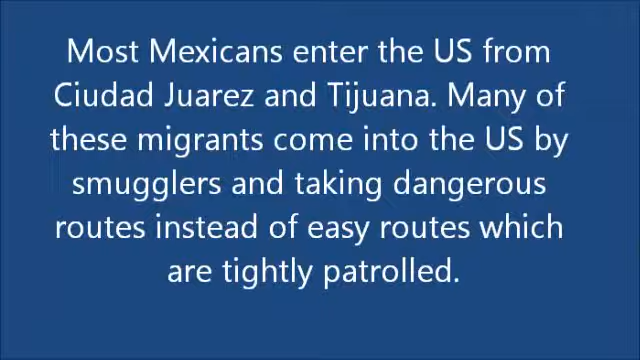 Most Mexicans enter the US from
Ciudad Juarez and Tijuana. Many of
these migrants come into the US by
smugglers and taking dangerous
routes instead of easy routes which
are tightly patrolled.